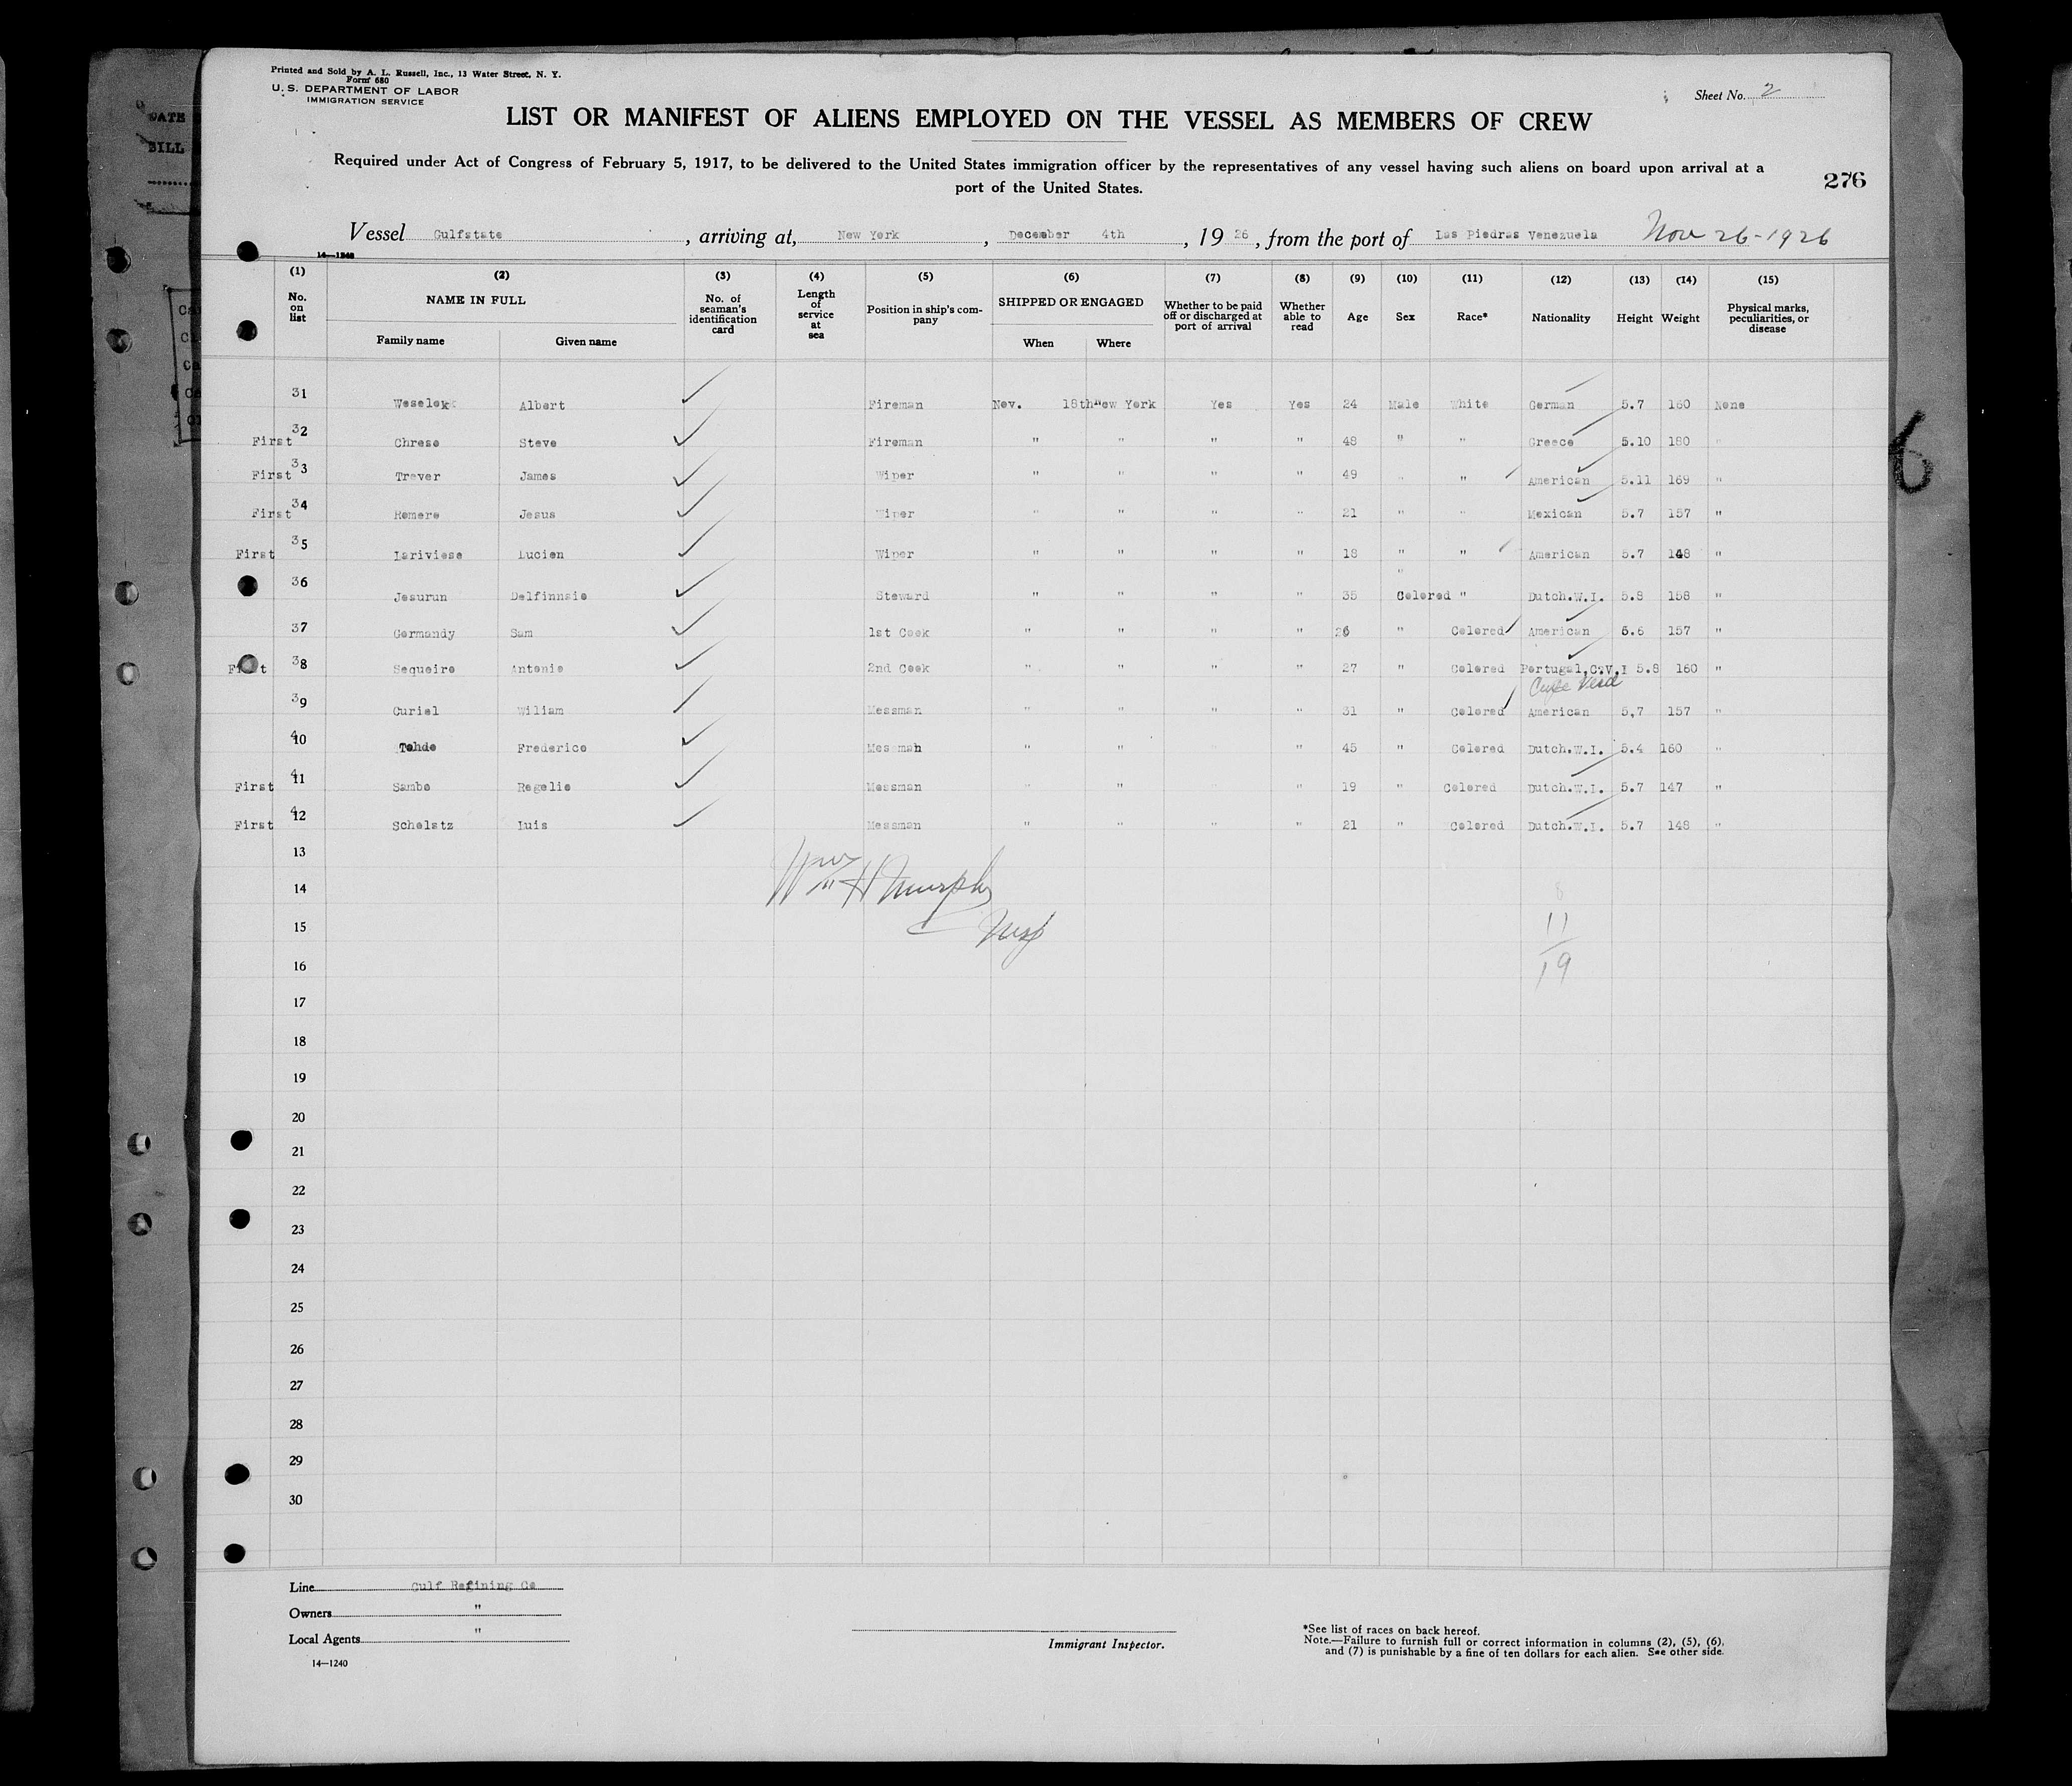 Printed and Sold by A. L. Russell, Inc., 13 Water Street, N. Y.
Form 680
U. S. DEPARTMENT OF LABOR
IMMIGRATION SERVICE
Sheet No. 2
LIST OR MANIFEST OF ALIENS EMPLOYED ON THE VESSEL AS MEMBERS OF CREW
Required under Act of Congress of February 5, 1917, to be delivered to the United States immigration officer by the representatives of any vessel having such aliens on board upon arrival at a
port of the United States.
276
Vessel Gulfstate, arriving at, New York, December 4th, 1926, from the port of Las Piedras Venezuela Nov 26-1926
14—1240
(1) (2) (3) (4) (5) (6) (7) (8) (9) (10) (11) (12) (13) (14) (15)
No. on list NAME IN FULL Family name Given name No. of seaman's identification card Length of service at sea Position in ship's company SHIPPED OR ENGAGED When Where Whether to be paid off or discharged at port of arrival Whether able to read Age Sex Race* Nationality Height Weight Physical marks, peculiarities, or disease
31 Weselek Albert Fireman Nov. 18th New York Yes Yes 24 Male White German 5.7 160 None
First 32 Chrese Steve Fireman " " " " 48 " " Greece 5.10 180 "
First 33 Traver James Wiper " " " " 49 " " American 5.11 169 "
First 34 Romero Jesus Wiper " " " " 21 " " Mexican 5.7 157 "
First 35 Lariviese Lucien Wiper " " " " 18 " " American 5.7 148 "
36 Jesurun Delfinnsio Steward " " " " 35 " Colored " Dutch.W.I. 5.8 158 "
37 Germandy Sam 1st Cook " " " " 26 " Colored American 5.6 157 "
First 38 Sequeiro Antonio 2nd Cook " " " " 27 " Colored Portugal,C.V.I 5.8 160 "
Cape Verd
39 Curiel Wiliam Messman " " " " 31 " Colored American 5,7 157 "
40 Tohde Frederico Messman " " " " 45 " Colored Dutch.W.I. 5.4 160 "
First 41 Sambo Rogelio Messman " " " " 19 " Colored Dutch.W.I. 5.7 147 "
First 42 Scholstz Luis Messman " " " " 21 " Colored Dutch.W.I. 5.7 148 "
13
Wm H Murphy
14
8
11
15
Insp
16
19
17
18
19
20
21
22
23
24
25
26
27
28
29
30
6
Line Gulf Refining Co
Owners "
Local Agents "
14—1240
Immigrant Inspector.
*See list of races on back hereof.
Note.—Failure to furnish full or correct information in columns (2), (5), (6),
and (7) is punishable by a fine of ten dollars for each alien. See other side.
DATE
BILL